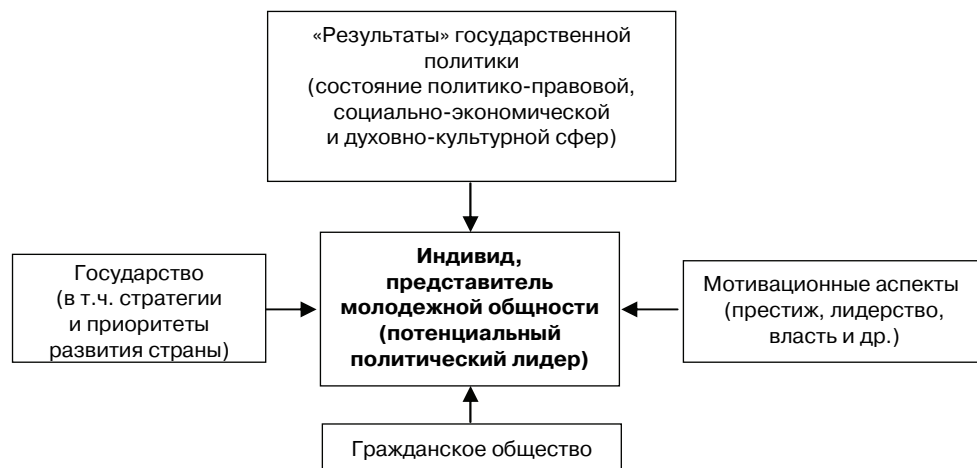 «Результаты» государственной
политики
(состояние политико-правовой,
социально-экономической
и духовно-культурной сфер)
Государство
(в т.ч. стратегии
и приоритеты
развития страны)
Индивид,
представитель
молодежной общности
(потенциальный
политический лидер)
Мотивационные аспекты
(престиж, лидерство,
власть и др.)
Гражданское общество